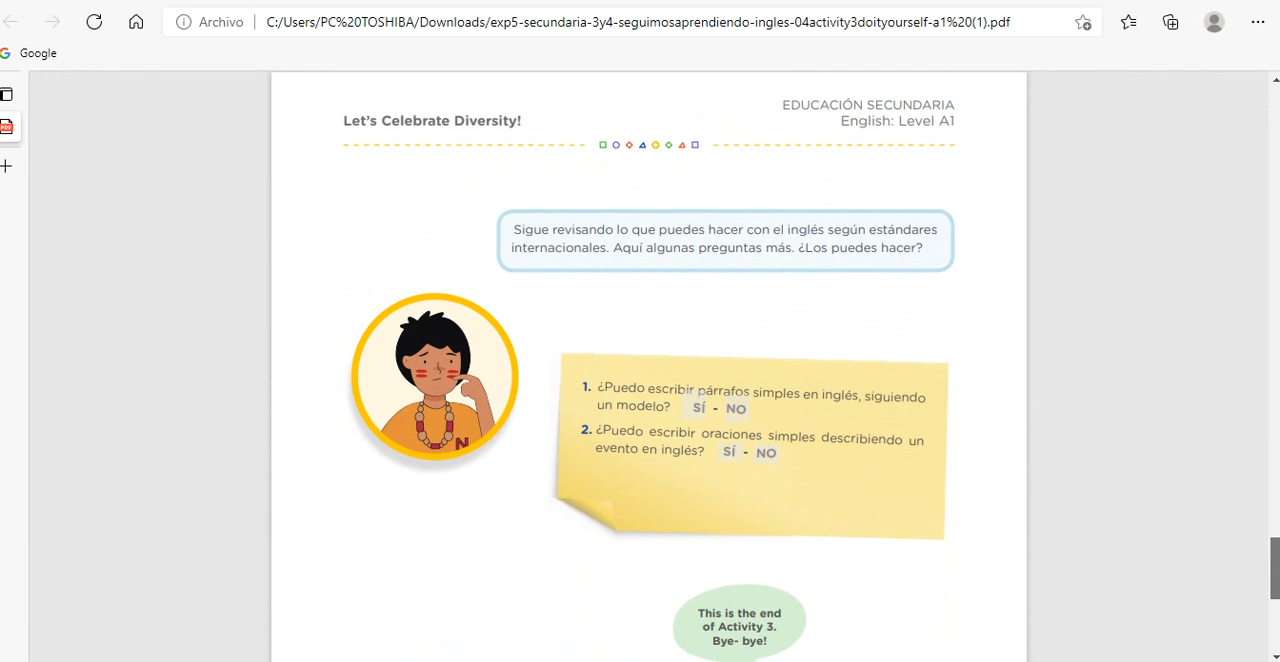 Archivo
C:/Users/PC%20TOSHIBA/Downloads/exp5-secundaria-3y4-seguimosaprendiendo-ingles-04activity3doityourself-a1%20(1).pdf
Google
PDF
EDUCACIÓN SECUNDARIA
Let's Celebrate Diversity!
English: Level A1
Sigue revisando lo que puedes hacer con el inglés según estándares
internacionales. Aquí algunas preguntas más. ¿Los puedes hacer?
N
1. ¿Puedo escribir párrafos simples en inglés, siguiendo
un modelo? SÍ - NO
2. ¿Puedo escribir oraciones simples describiendo un
evento en inglés? SÍ - NO
This is the end
of Activity 3.
Bye- bye!